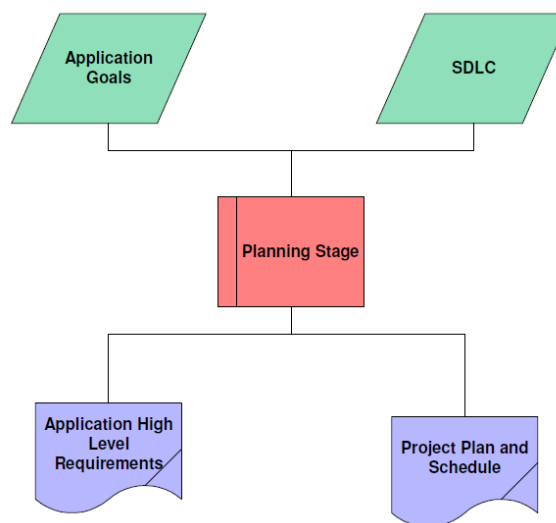 Application
Goals
SDLC
Planning Stage
Application High
Level
Requirements
Project Plan and
Schedule